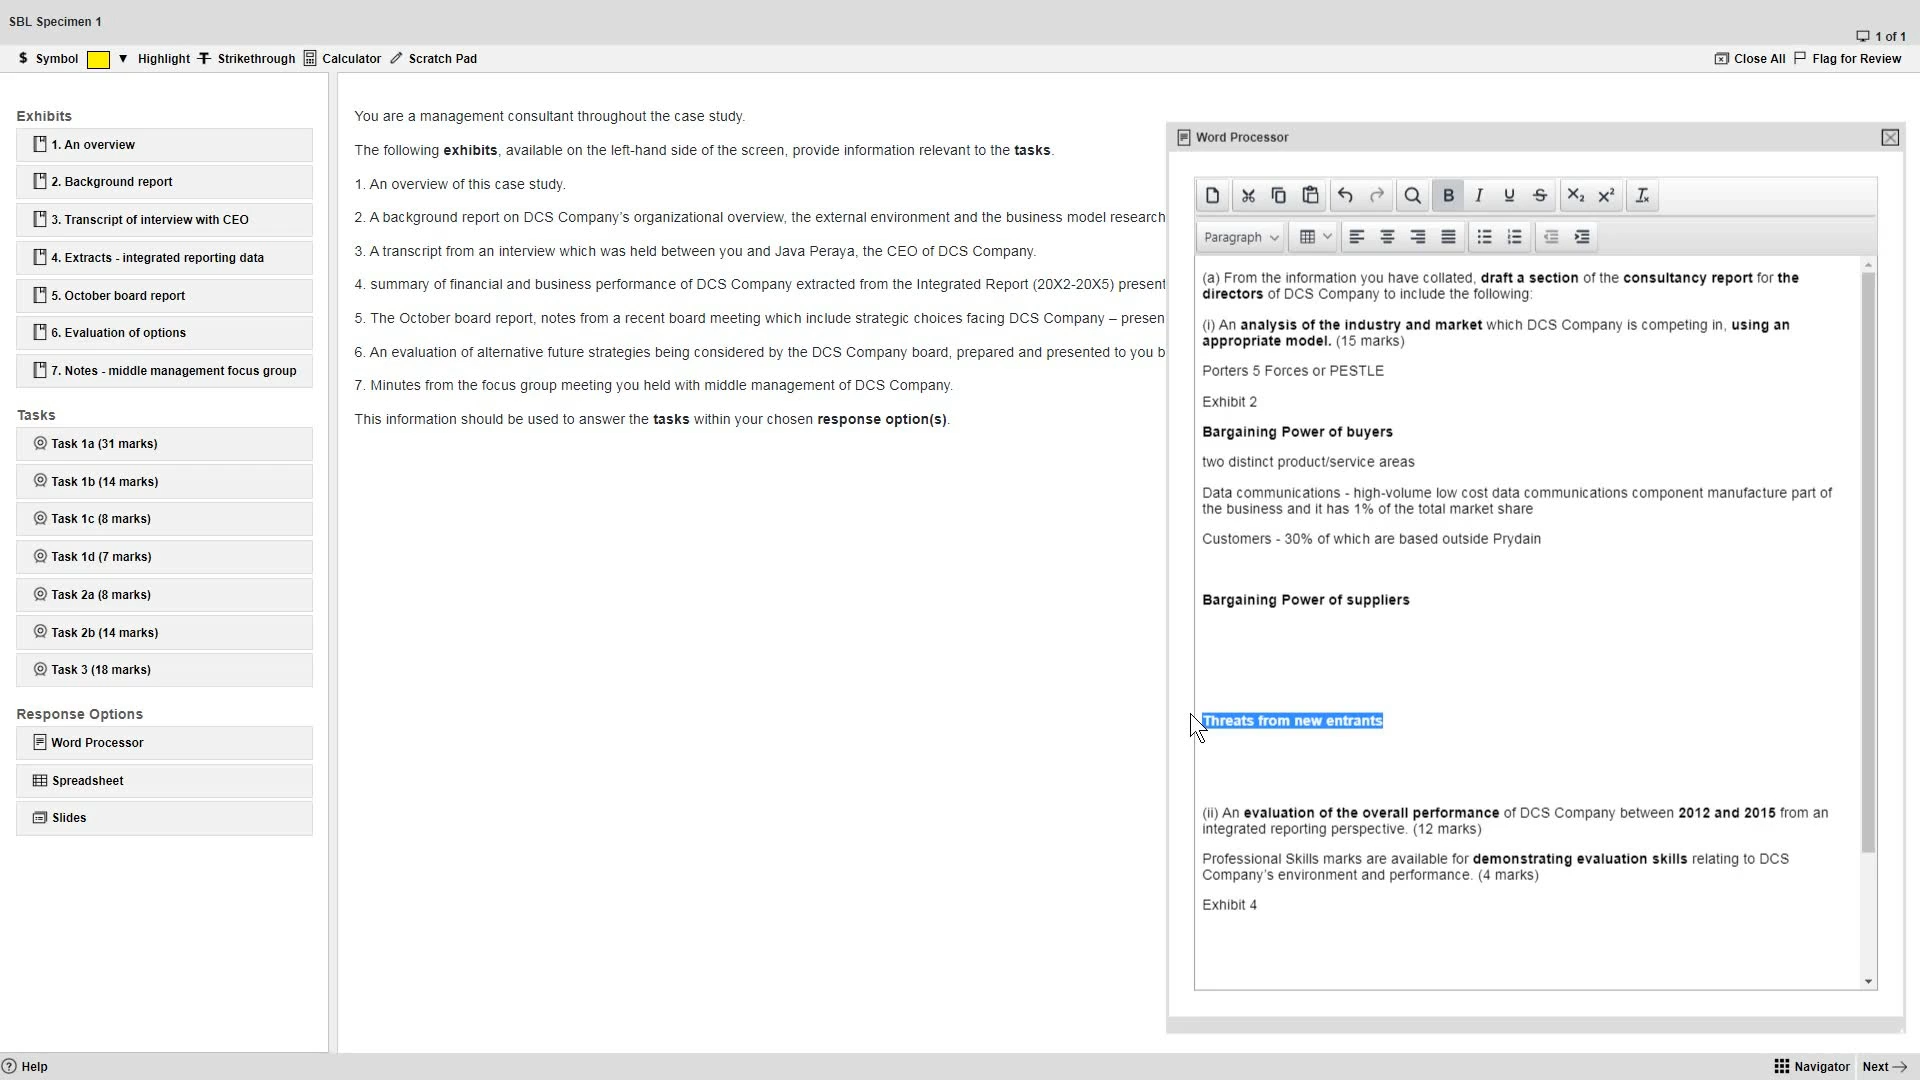 SBL Specimen 1
1 of 1
$ Symbol Highlight Strikethrough Calculator Scratch Pad
Close All Flag for Review
Exhibits
1. An overview
2. Background report
3. Transcript of interview with CEO
4. Extracts - integrated reporting data
5. October board report
6. Evaluation of options
7. Notes - middle management focus group
Tasks
Task 1a (31 marks)
Task 1b (14 marks)
Task 1c (8 marks)
Task 1d (7 marks)
Task 2a (8 marks)
Task 2b (14 marks)
Task 3 (18 marks)
Response Options
Word Processor
Spreadsheet
Slides
You are a management consultant throughout the case study.
The following exhibits, available on the left-hand side of the screen, provide information relevant to the tasks.
1. An overview of this case study.
2. A background report on DCS Company's organizational overview, the external environment and the business model research
3. A transcript from an interview which was held between you and Java Peraya, the CEO of DCS Company.
4. summary of financial and business performance of DCS Company extracted from the Integrated Report (20X2-20X5) present
5. The October board report, notes from a recent board meeting which include strategic choices facing DCS Company – presen
6. An evaluation of alternative future strategies being considered by the DCS Company board, prepared and presented to you b
7. Minutes from the focus group meeting you held with middle management of DCS Company.
This information should be used to answer the tasks within your chosen response option(s).
Word Processor
B I U S X₂ X² Tx
Paragraph
(a) From the information you have collated, draft a section of the consultancy report for the
directors of DCS Company to include the following:
(i) An analysis of the industry and market which DCS Company is competing in, using an
appropriate model. (15 marks)
Porters 5 Forces or PESTLE
Exhibit 2
Bargaining Power of buyers
two distinct product/service areas
Data communications - high-volume low cost data communications component manufacture part of
the business and it has 1% of the total market share
Customers - 30% of which are based outside Prydain
Bargaining Power of suppliers
Threats from new entrants
(ii) An evaluation of the overall performance of DCS Company between 2012 and 2015 from an
integrated reporting perspective. (12 marks)
Professional Skills marks are available for demonstrating evaluation skills relating to DCS
Company's environment and performance. (4 marks)
Exhibit 4
Help
Navigator Next